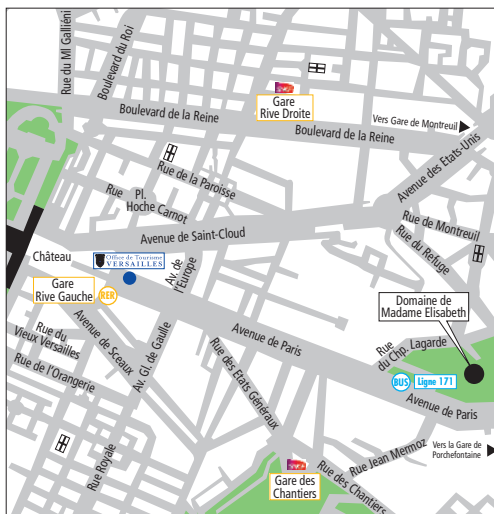 Rue du Ml Galliéni
Boulevard du Roi
Boulevard de la Reine
Gare
Rive Droite
Boulevard de la Reine
Vers Gare de Montreuil
Avenue des Etats-Unis
Rue de la Paroisse
Rue
Pl.
Hoche Carnot
Avenue de Saint-Cloud
Rue de Montreuil
Rue du Refuge
Château
Office de Tourisme
VERSAILLES
Av. de
l'Europe
Gare
Rive Gauche
RER
Domaine de
Madame Elisabeth
Rue du
Vieux Versailles
Avenue de Sceaux
Av. Gl. de Gaulle
Avenue de Paris
Rue
du Chp. Lagarde
Rue de l'Orangerie
Rue des Etats Généraux
BUS
Ligne 171
Avenue de Paris
Rue Royale
Rue Jean Mermoz
Vers la Gare de
Porchefontaine
Gare des
Chantiers
Rue des Chantiers